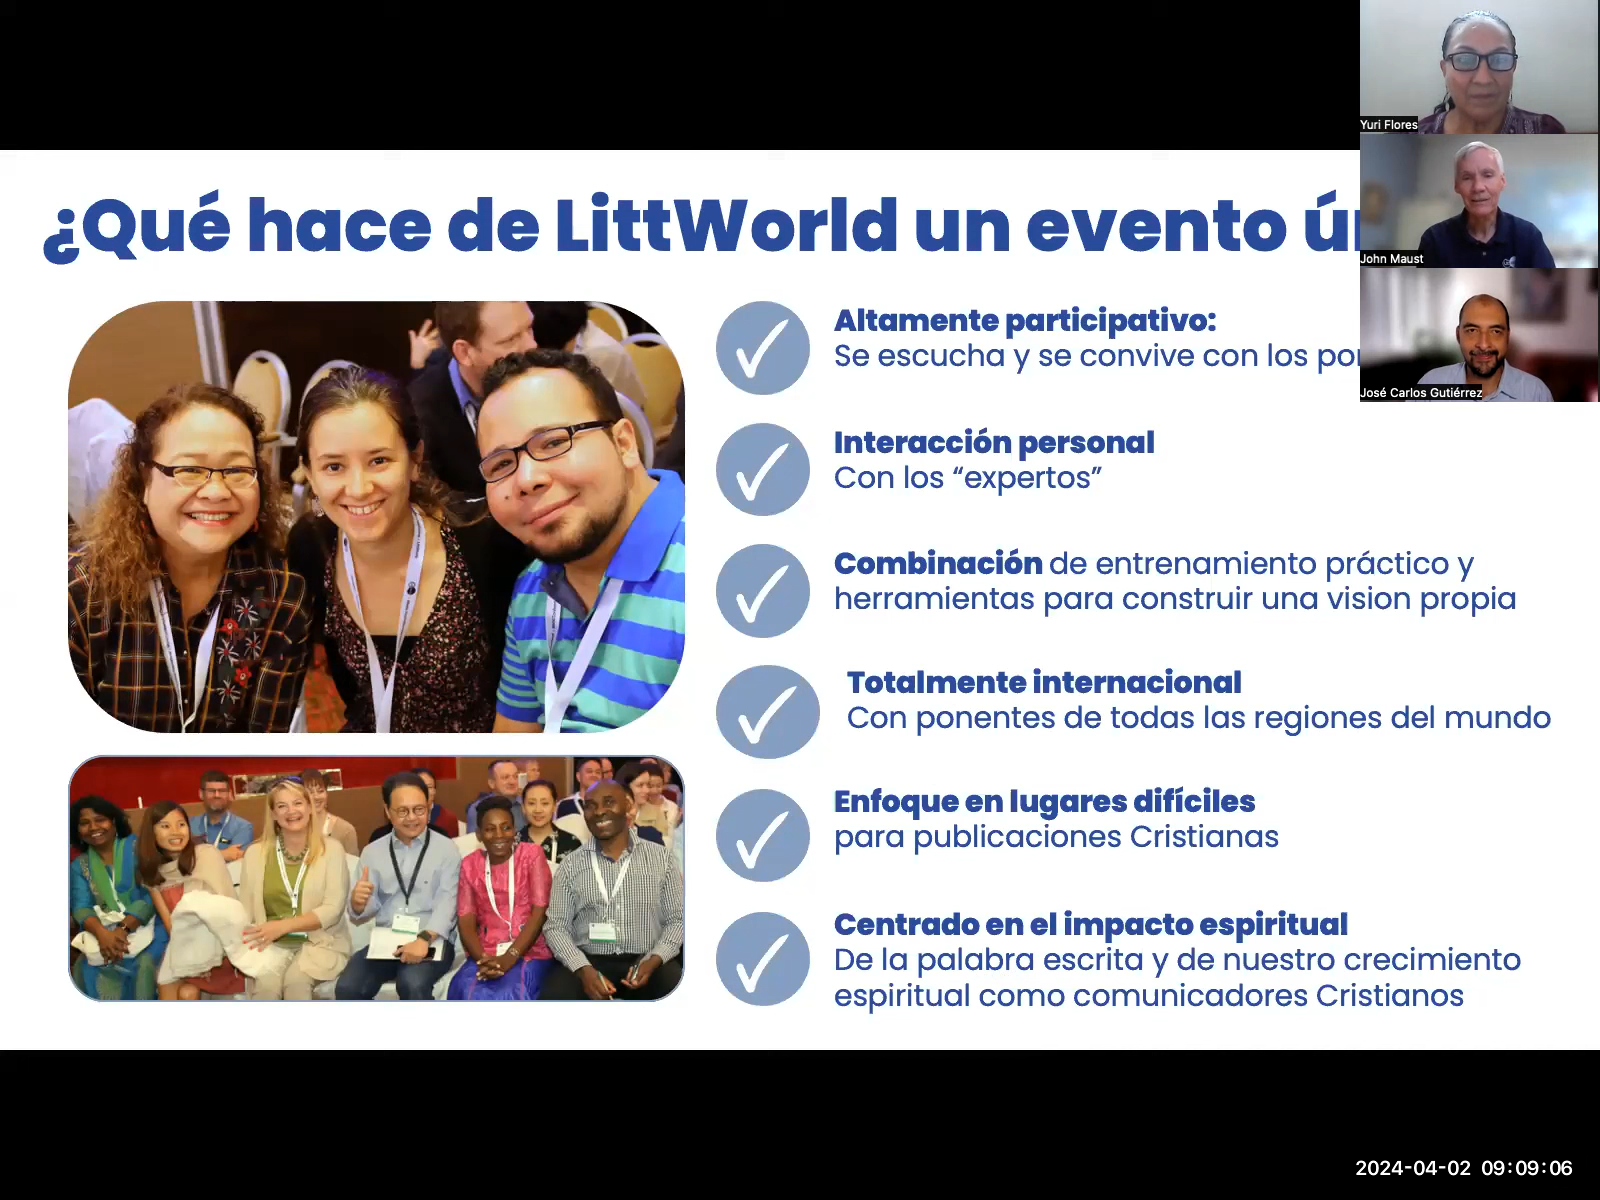 ¿Qué hace de LittWorld un evento
Altamente participativo:
Se escucha y se convive con los
Interacción personal
Con los “expertos”
Combinación de entrenamiento práctico y
herramientas para construir una vision propia
Totalmente internacional
Con ponentes de todas las regiones del mundo
Enfoque en lugares difíciles
para publicaciones Cristianas
Centrado en el impacto espiritual
De la palabra escrita y de nuestro crecimiento
espiritual como comunicadores Cristianos
Yuri Flores
John Maust
José Carlos Gutiérrez
2024-04-02 09:09:06